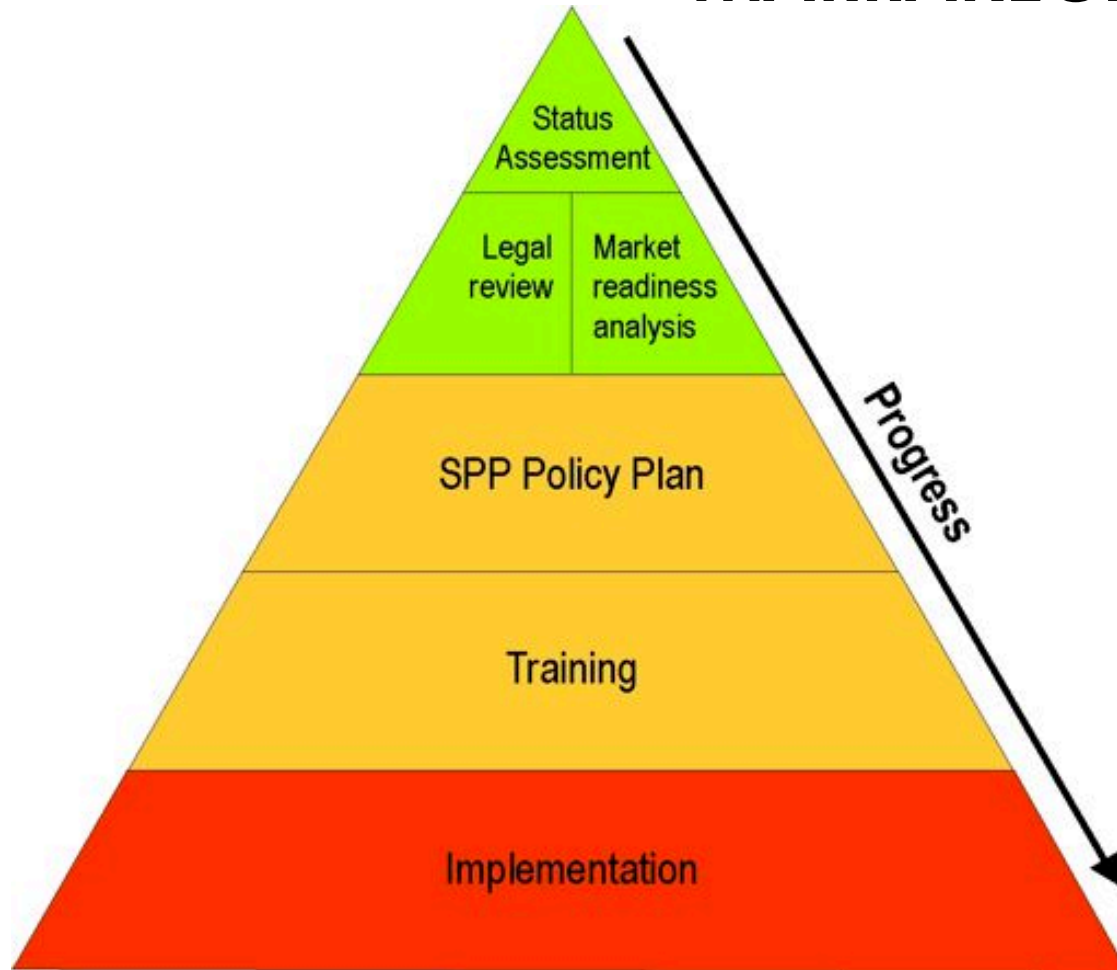 Status
Assessment
Legal
review
Market
readiness
analysis
SPP Policy Plan
Training
Implementation
Progress